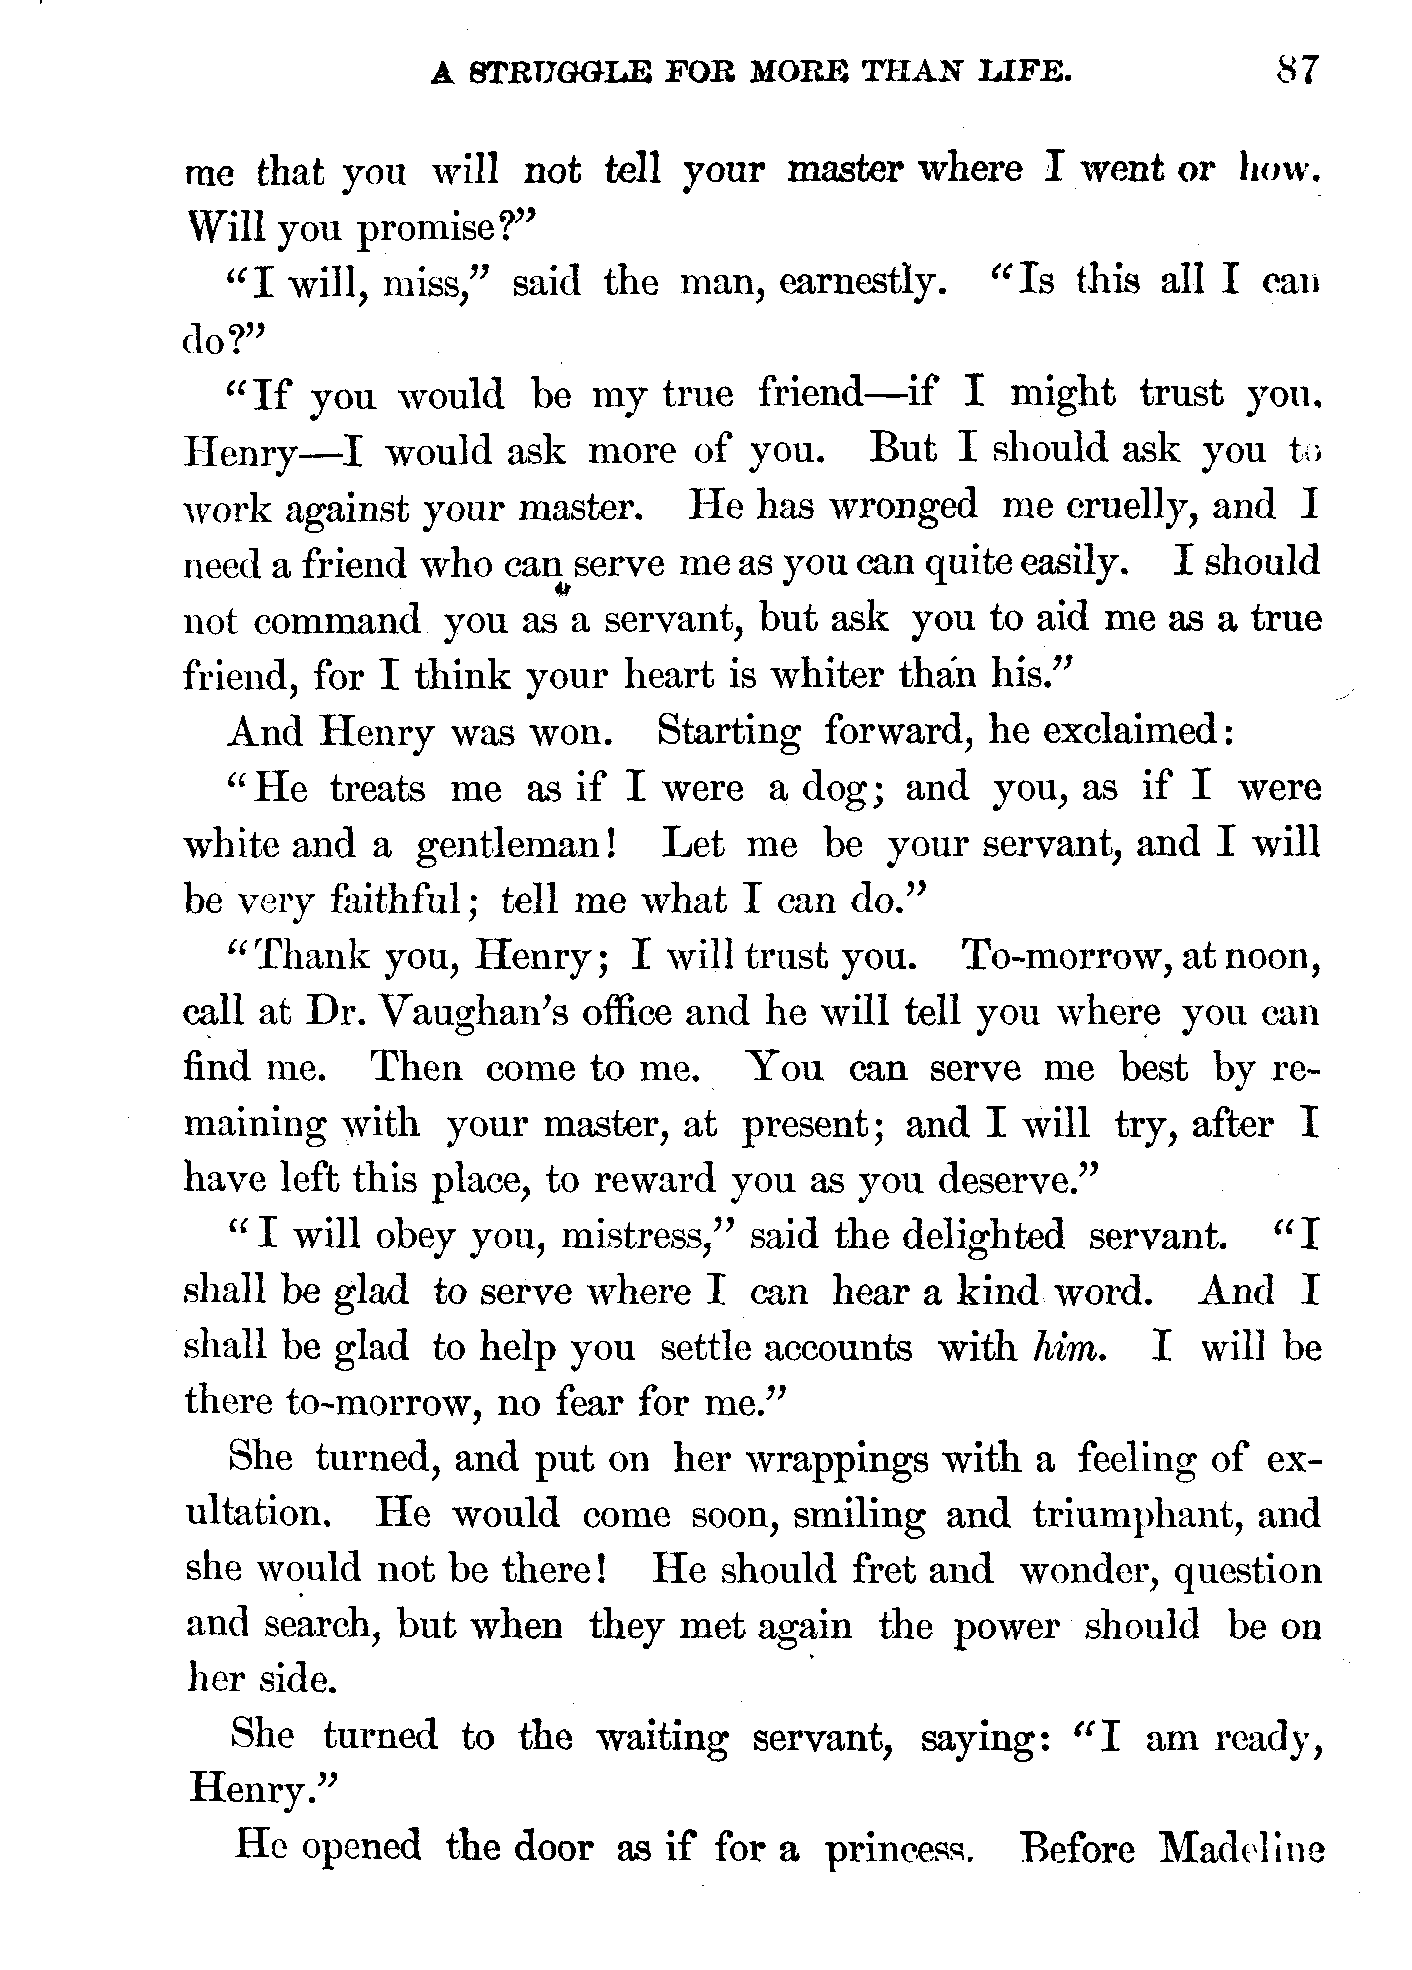 A STRUGGLE FOR MORE THAN LIFE. 87
me that you will not tell your master where I went or how.
Will you promise?”
“I will, miss,” said the man, earnestly. “Is this all I can
do?”
“If you would be my true friend—if I might trust you.
Henry—I would ask more of you. But I should ask you to
work against your master. He has wronged me cruelly, and I
need a friend who can serve me as you can quite easily. I should
not command you as a servant, but ask you to aid me as a true
friend, for I think your heart is whiter than his.”
And Henry was won. Starting forward, he exclaimed:
“He treats me as if I were a dog; and you, as if I were
white and a gentleman! Let me be your servant, and I will
be very faithful; tell me what I can do.”
“Thank you, Henry; I will trust you. To-morrow, at noon,
call at Dr. Vaughan’s office and he will tell you where you can
find me. Then come to me. You can serve me best by re-
maining with your master, at present; and I will try, after I
have left this place, to reward you as you deserve.”
“I will obey you, mistress,” said the delighted servant. “I
shall be glad to serve where I can hear a kind word. And I
shall be glad to help you settle accounts with him. I will be
there to-morrow, no fear for me.”
She turned, and put on her wrappings with a feeling of ex-
ultation. He would come soon, smiling and triumphant, and
she would not be there! He should fret and wonder, question
and search, but when they met again the power should be on
her side.
She turned to the waiting servant, saying: “I am ready,
Henry.”
He opened the door as if for a princess. Before Madeline